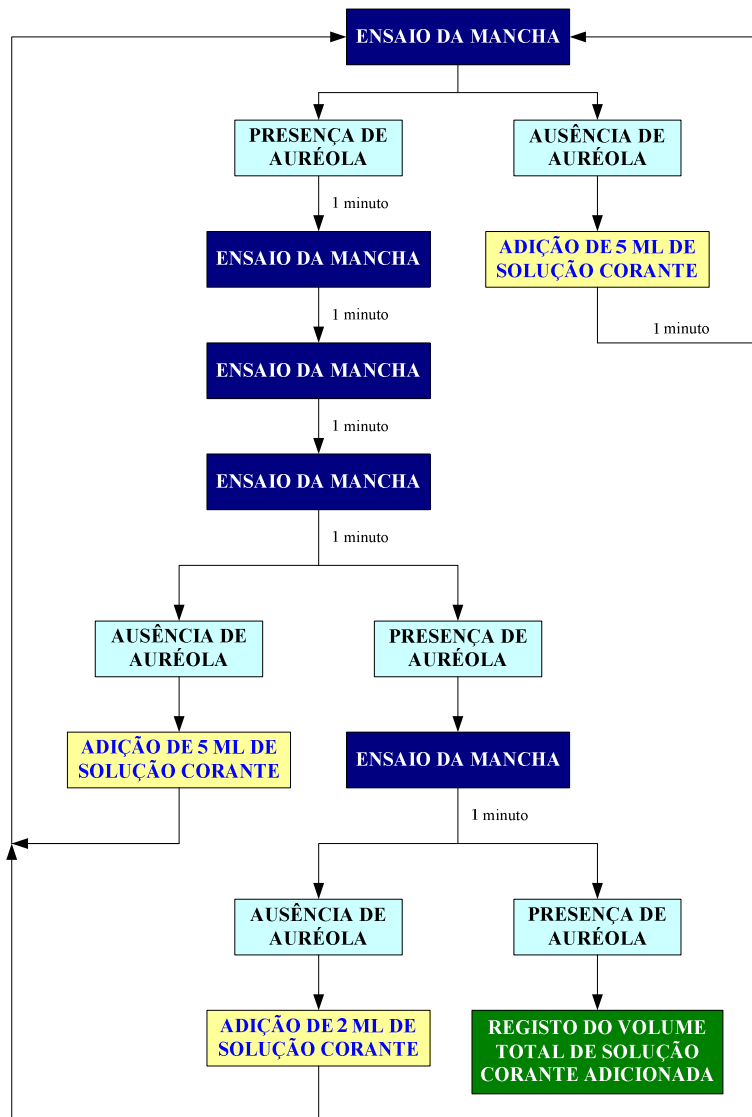 ENSAIO DA MANCHA
PRESENÇA DE
AURÉOLA
AUSÊNCIA DE
AURÉOLA
1 minuto
ENSAIO DA MANCHA
ADIÇÃO DE 5 ML DE
SOLUÇÃO CORANTE
1 minuto
1 minuto
ENSAIO DA MANCHA
1 minuto
ENSAIO DA MANCHA
1 minuto
AUSÊNCIA DE
AURÉOLA
PRESENÇA DE
AURÉOLA
ADIÇÃO DE 5 ML DE
SOLUÇÃO CORANTE
ENSAIO DA MANCHA
1 minuto
AUSÊNCIA DE
AURÉOLA
PRESENÇA DE
AURÉOLA
ADIÇÃO DE 2 ML DE
SOLUÇÃO CORANTE
REGISTO DO VOLUME
TOTAL DE SOLUÇÃO
CORANTE ADICIONADA